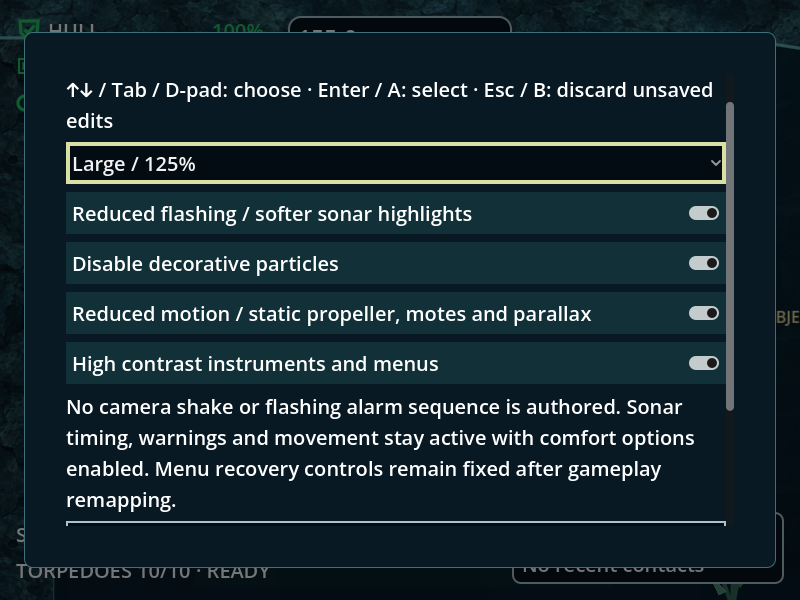 HULL 100%
↑↓ / Tab / D-pad: choose · Enter / A: select · Esc / B: discard unsaved
edits
Large / 125%
Reduced flashing / softer sonar highlights
Disable decorative particles
Reduced motion / static propeller, motes and parallax
High contrast instruments and menus
No camera shake or flashing alarm sequence is authored. Sonar
timing, warnings and movement stay active with comfort options
enabled. Menu recovery controls remain fixed after gameplay
remapping.
TORPEDOES 10/10 · READY
No recent contacts